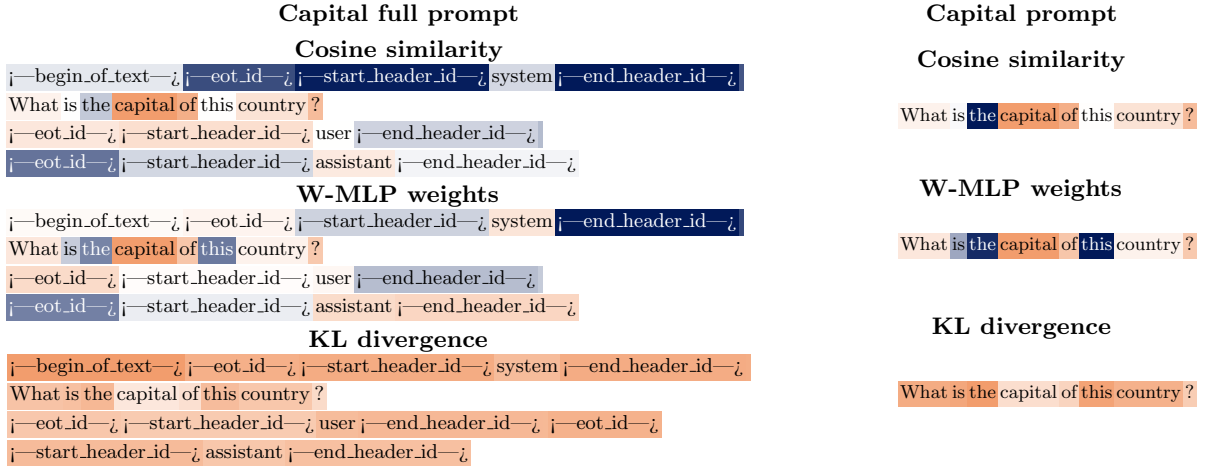 Capital full prompt
Cosine similarity
¡—begin_of_text—¿ ¡—eot_id—¿ ¡—start_header_id—¿ system ¡—end_header_id—¿
What is the capital of this country ?
¡—eot_id—¿ ¡—start_header_id—¿ user ¡—end_header_id—¿
¡—eot_id—¿ ¡—start_header_id—¿ assistant ¡—end_header_id—¿
W-MLP weights
¡—begin_of_text—¿ ¡—eot_id—¿ ¡—start_header_id—¿ system ¡—end_header_id—¿
What is the capital of this country ?
¡—eot_id—¿ ¡—start_header_id—¿ user ¡—end_header_id—¿
¡—eot_id—¿ ¡—start_header_id—¿ assistant ¡—end_header_id—¿
KL divergence
¡—begin_of_text—¿ ¡—eot_id—¿ ¡—start_header_id—¿ system ¡—end_header_id—¿
What is the capital of this country ?
¡—eot_id—¿ ¡—start_header_id—¿ user ¡—end_header_id—¿ ¡—eot_id—¿
¡—start_header_id—¿ assistant ¡—end_header_id—¿
Capital prompt
Cosine similarity
What is the capital of this country ?
W-MLP weights
What is the capital of this country ?
KL divergence
What is the capital of this country ?